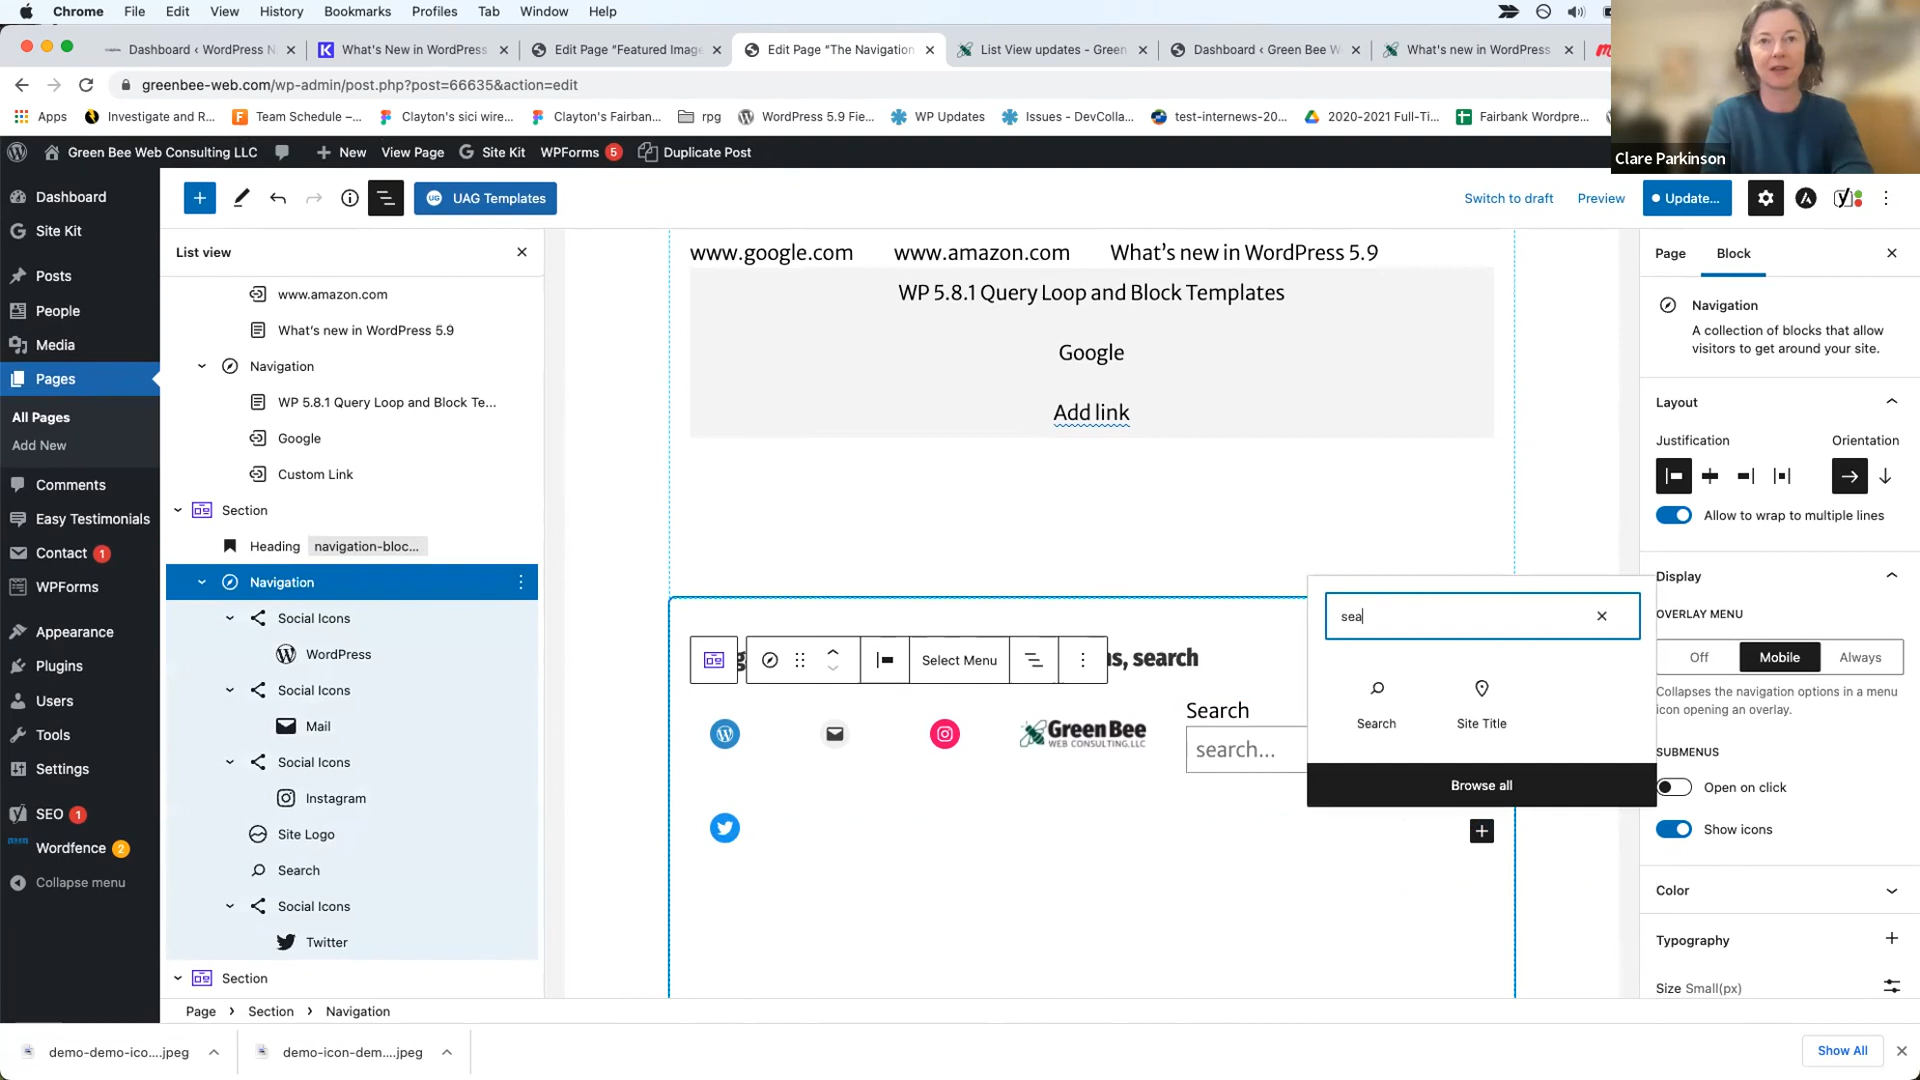 Chrome File Edit View History Bookmarks Profiles Tab Window Help
Dashboard ‹ WordPress N
What's New in WordPress
Edit Page “Featured Imag
Edit Page “The Navigation
List View updates - Green
Dashboard ‹ Green Bee W
What's new in WordPress
greenbee-web.com/wp-admin/post.php?post=66635&action=edit
Apps Investigate and R... Team Schedule –... Clayton's sici wire... Clayton's Fairban... rpg WordPress 5.9 Fie... WP Updates Issues - DevColla... test-internews-20... 2020-2021 Full-Ti... Fairbank Wordpre...
Clare Parkinson
Green Bee Web Consulting LLC New View Page Site Kit WPForms 5 Duplicate Post
Dashboard
Site Kit
Posts
People
Media
Pages
All Pages
Add New
Comments
Easy Testimonials
Contact 1
WPForms
Appearance
Plugins
Users
Tools
Settings
SEO 1
Wordfence 2
Collapse menu
UAG Templates
Switch to draft
Preview
Update...
List view
www.amazon.com
What’s new in WordPress 5.9
Navigation
WP 5.8.1 Query Loop and Block Te...
Google
Custom Link
Section
Heading navigation-bloc...
Navigation
Social Icons
WordPress
Social Icons
Mail
Social Icons
Instagram
Site Logo
Search
Social Icons
Twitter
Section
www.google.com www.amazon.com What’s new in WordPress 5.9
WP 5.8.1 Query Loop and Block Templates
Google
Add link
Select Menu
search
Green Bee
WEB CONSULTING, LLC
Search
search...
sea
Search
Site Title
Browse all
Page Block
Navigation
A collection of blocks that allow
visitors to get around your site.
Layout
Justification
Orientation
Allow to wrap to multiple lines
Display
OVERLAY MENU
Off Mobile Always
Collapses the navigation options in a menu
icon opening an overlay.
SUBMENUS
Open on click
Show icons
Color
Typography
Size Small(px)
Page › Section › Navigation
demo-demo-ico....jpeg
demo-icon-dem....jpeg
Show All